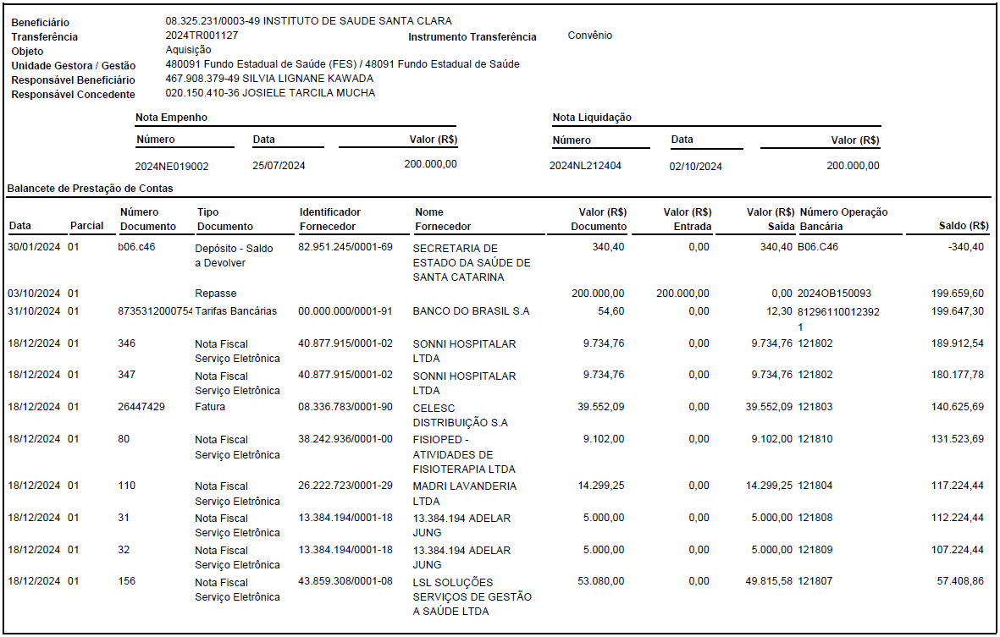 Beneficiário 08.325.231/0003-49 INSTITUTO DE SAUDE SANTA CLARA
Transferência 2024TR001127 Instrumento Transferência Convênio
Objeto Aquisição
Unidade Gestora / Gestão 480091 Fundo Estadual de Saúde (FES) / 48091 Fundo Estadual de Saúde
Responsável Beneficiário 467.908.379-49 SILVIA LIGNANE KAWADA
Responsável Concedente 020.150.410-36 JOSIELE TARCILA MUCHA
Nota Empenho Nota Liquidação
Número Data Valor (R$) Número Data Valor (R$)
2024NE019002 25/07/2024 200.000,00 2024NL212404 02/10/2024 200.000,00
Balancete de Prestação de Contas
Número Tipo Identificador Nome Valor (R$) Valor (R$) Valor (R$) Número Operação
Data Parcial Documento Documento Fornecedor Fornecedor Documento Entrada Saída Bancária Saldo (R$)
30/01/2024 01 b06.c46 Depósito - Saldo 82.951.245/0001-69 SECRETARIA DE 340,40 0,00 340,40 B06.C46 -340,40
a Devolver ESTADO DA SAÚDE DE
SANTA CATARINA
03/10/2024 01 Repasse 200.000,00 200.000,00 0,00 2024OB150093 199.659,60
31/10/2024 01 8735312000754 Tarifas Bancárias 00.000.000/0001-91 BANCO DO BRASIL S.A 54,60 0,00 12,30 81296110012392 199.647,30
1
18/12/2024 01 346 Nota Fiscal 40.877.915/0001-02 SONNI HOSPITALAR 9.734,76 0,00 9.734,76 121802 189.912,54
Serviço Eletrônica LTDA
18/12/2024 01 347 Nota Fiscal 40.877.915/0001-02 SONNI HOSPITALAR 9.734,76 0,00 9.734,76 121802 180.177,78
Serviço Eletrônica LTDA
18/12/2024 01 26447429 Fatura 08.336.783/0001-90 CELESC 39.552,09 0,00 39.552,09 121803 140.625,69
DISTRIBUIÇÃO S.A
18/12/2024 01 80 Nota Fiscal 38.242.936/0001-00 FISIOPED - 9.102,00 0,00 9.102,00 121810 131.523,69
Serviço Eletrônica ATIVIDADES DE
FISIOTERAPIA LTDA
18/12/2024 01 110 Nota Fiscal 26.222.723/0001-29 MADRI LAVANDERIA 14.299,25 0,00 14.299,25 121804 117.224,44
Serviço Eletrônica LTDA
18/12/2024 01 31 Nota Fiscal 13.384.194/0001-18 13.384.194 ADELAR 5.000,00 0,00 5.000,00 121808 112.224,44
Serviço Eletrônica JUNG
18/12/2024 01 32 Nota Fiscal 13.384.194/0001-18 13.384.194 ADELAR 5.000,00 0,00 5.000,00 121809 107.224,44
Serviço Eletrônica JUNG
18/12/2024 01 156 Nota Fiscal 43.859.308/0001-08 LSL SOLUÇÕES 53.080,00 0,00 49.815,58 121807 57.408,86
Serviço Eletrônica SERVIÇOS DE GESTÃO
A SAÚDE LTDA